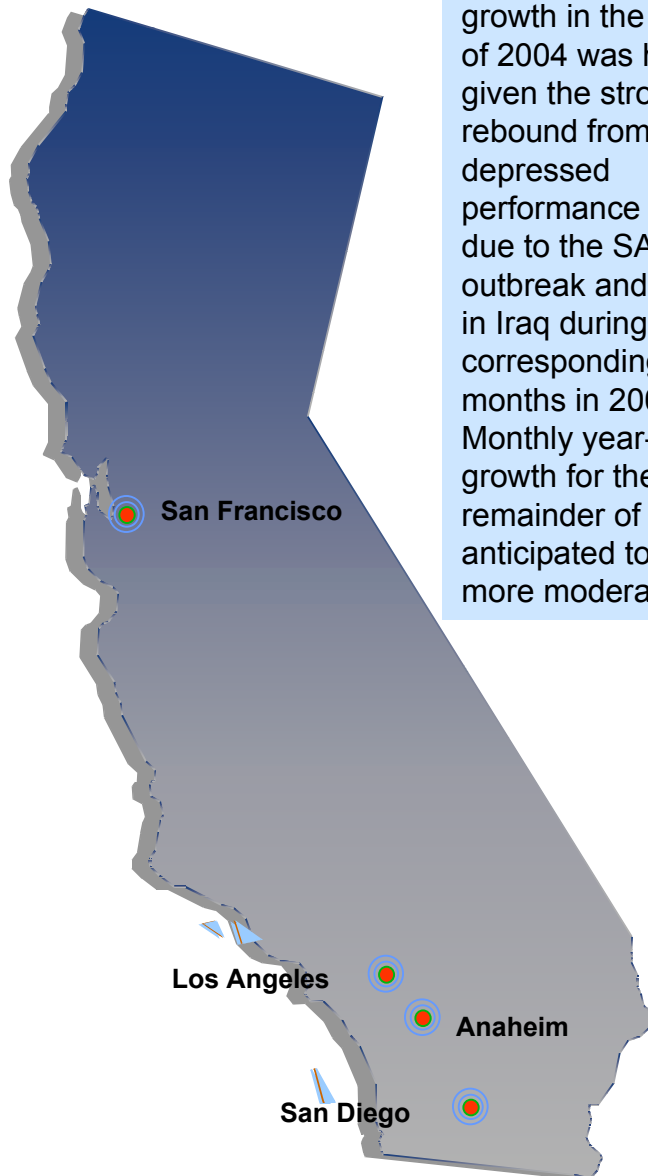 growth in the
of 2004 was
given the
rebound from
depressed
performance
due to the
outbreak and
in Iraq during
corresponding
months in
Monthly
growth for the
remainder of
anticipated to
more
San Francisco
Los Angeles
Anaheim
San Diego